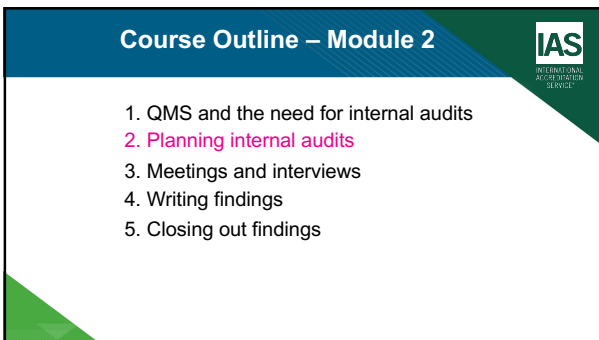 Course Outline – Module 2
IAS
INTERNATIONAL
ACCREDITATION
SERVICE®
1. QMS and the need for internal audits
2. Planning internal audits
3. Meetings and interviews
4. Writing findings
5. Closing out findings